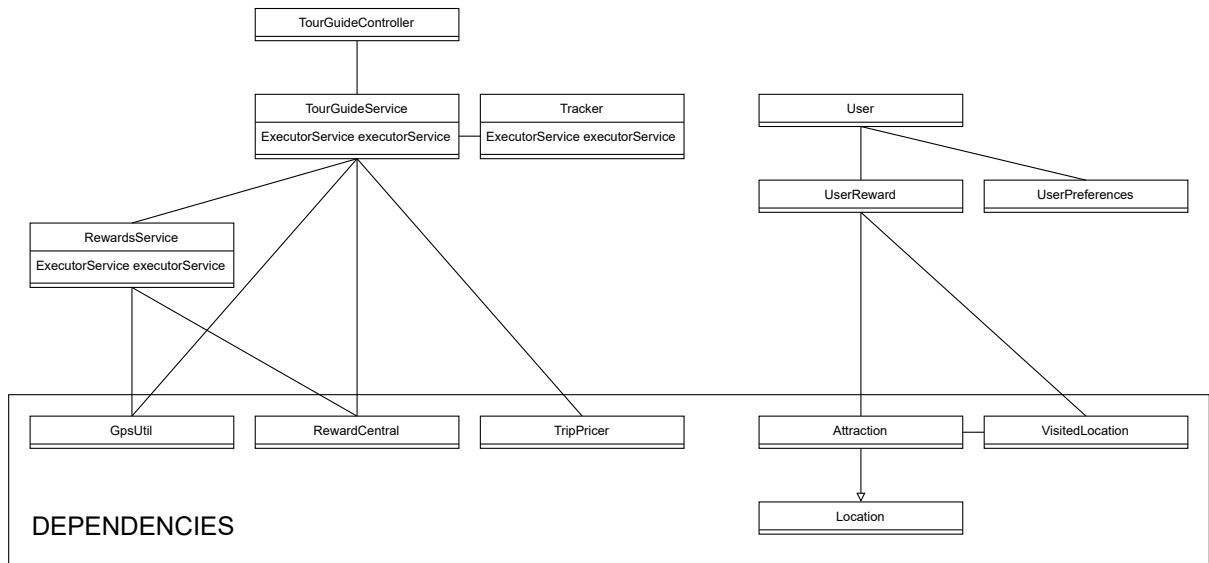 TourGuideController
TourGuideService
ExecutorService executorService
Tracker
ExecutorService executorService
User
UserReward
UserPreferences
RewardsService
ExecutorService executorService
GpsUtil
RewardCentral
TripPricer
Attraction
VisitedLocation
Location
DEPENDENCIES